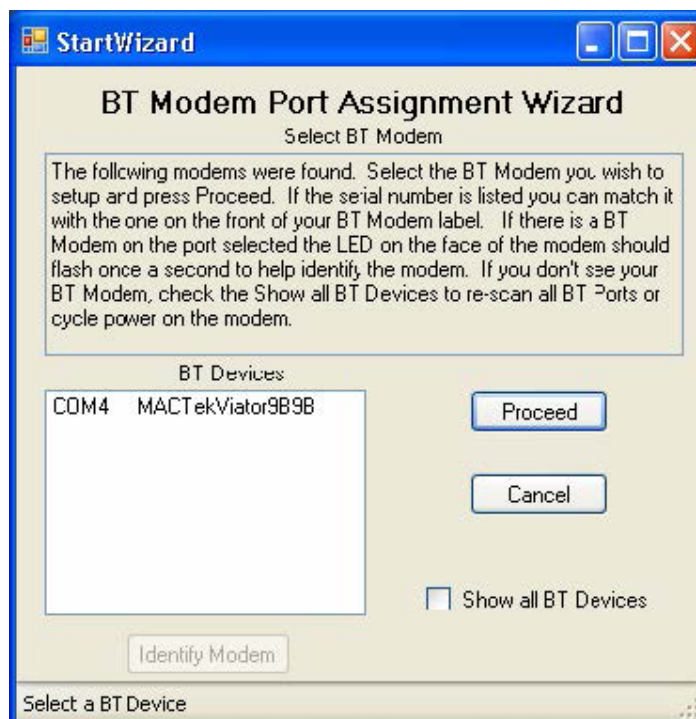 StartWizard
BT Modem Port Assignment Wizard
Select BT Modem
The following modems were found. Select the BT Modem you wish to
setup and press Proceed. If the serial number is listed you can match it
with the one on the front of your BT Modem label. If there is a BT
Modem on the port selected the LED on the face of the modem should
flash once a second to help identify the modem. If you don't see your
BT Modem, check the Show all BT Devices to re-scan all BT Ports or
cycle power on the modem.
BT Devices
COM4 MACTekViator9B9B
Proceed
Cancel
Show all BT Devices
Identify Modem
Select a BT Device